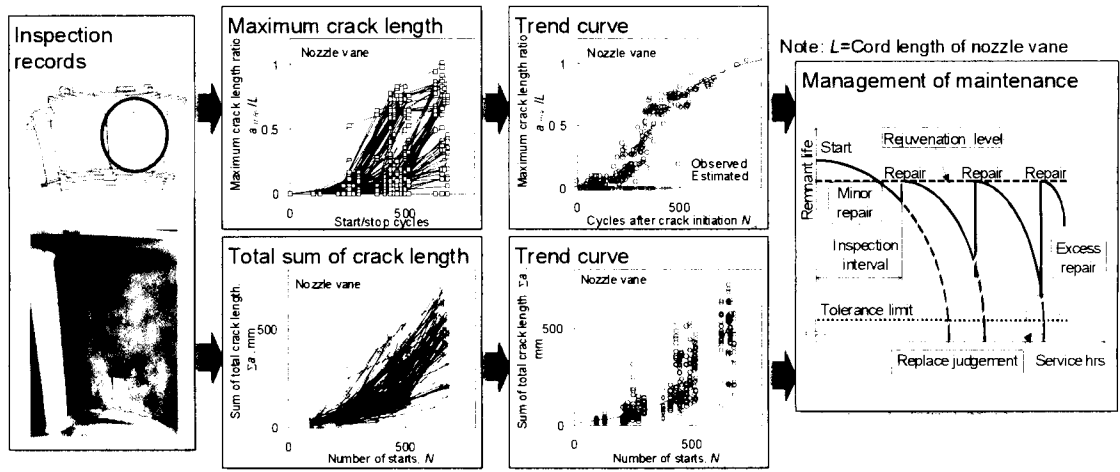 Inspection
records
Maximum crack length
Nozzle vane
Maximum crack length ratio
1
0.5
0
0
500
Start/stop cycles
Trend curve
Nozzle vane
Maximum crack length ratio
1
0.5
0
Observed
Estimated
0
500
Cycles after crack initiation N
Total sum of crack length
Nozzle vane
Sum of total crack length,
Σa mm
500
0
0
500
Number of starts, N
Trend curve
Nozzle vane
Sum of total crack length Σa
mm
500
0
0
500
Number of starts, N
Note: L=Cord length of nozzle vane
Management of maintenance
Remnant life
Start
Rejuvenation level
Repair
Repair
Repair
Minor
repair
Inspection
interval
Excess
repair
Tolerance limit
Replace judgement
Service hrs